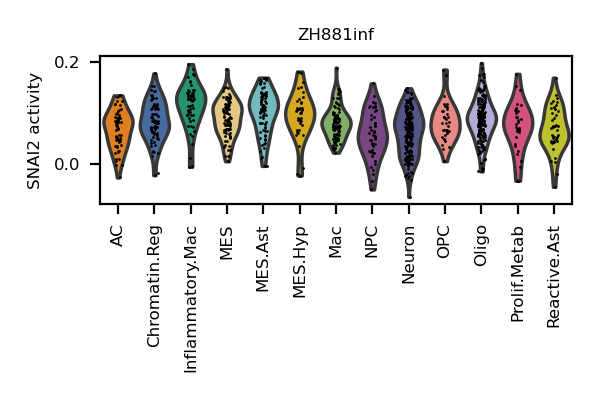 ZH881inf
SNAI2 activity
0.2
0.0
AC
Chromatin.Reg
Inflammatory.Mac
MES
MES.Ast
MES.Hyp
Mac
NPC
Neuron
OPC
Oligo
Prolif.Metab
Reactive.Ast